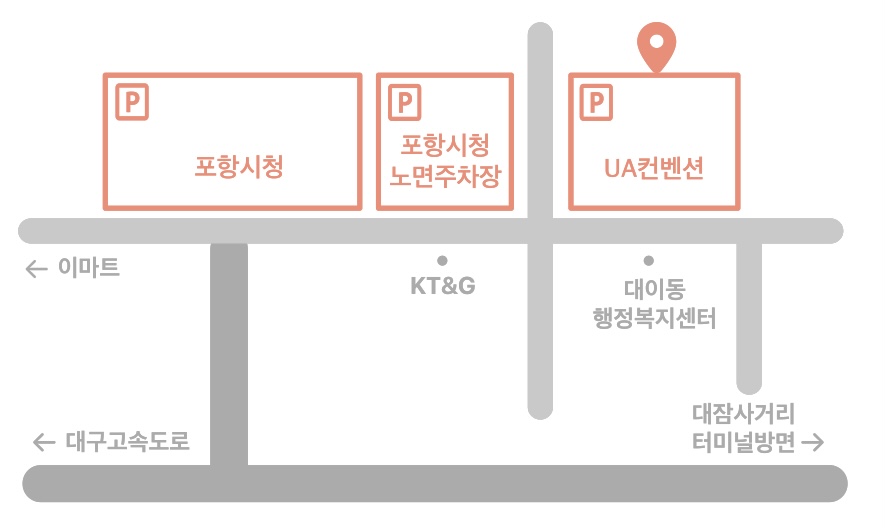 P
포항시청
P
포항시청
노면주차장
P
UA컨벤션
← 이마트
KT&G
대이동
행정복지센터
← 대구고속도로
대잠사거리
터미널방면 →